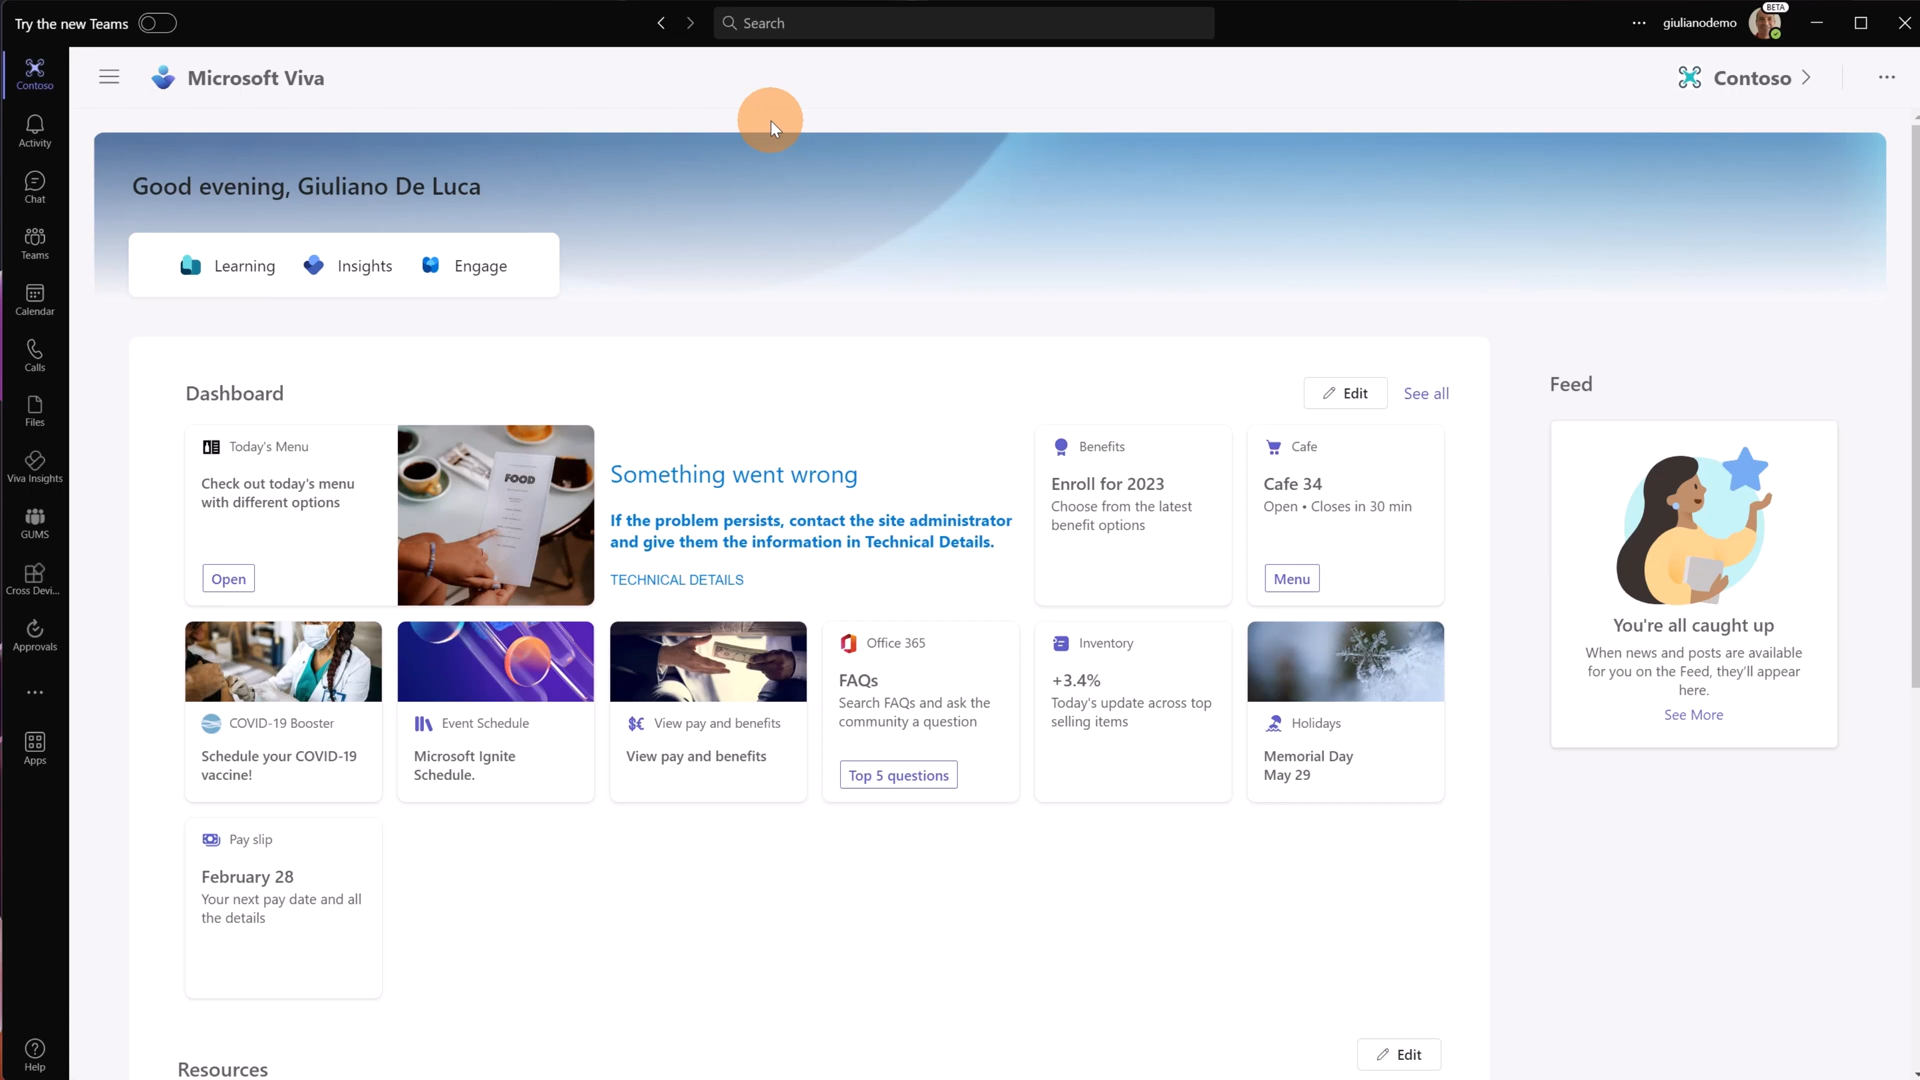 Try the new Teams
Search
giulianodemo
BETA
Contoso
Activity
Chat
Teams
Calendar
Calls
Files
Viva Insights
GUMS
Cross Devi...
Approvals
Apps
Help
Microsoft Viva
Contoso
Good evening, Giuliano De Luca
Learning
Insights
Engage
Dashboard
Edit
See all
Today's Menu
Check out today's menu
with different options
Open
FOOD
Something went wrong
If the problem persists, contact the site administrator
and give them the information in Technical Details.
TECHNICAL DETAILS
Benefits
Enroll for 2023
Choose from the latest
benefit options
Cafe
Cafe 34
Open • Closes in 30 min
Menu
COVID-19 Booster
Schedule your COVID-19
vaccine!
Event Schedule
Microsoft Ignite
Schedule.
View pay and benefits
View pay and benefits
Office 365
FAQs
Search FAQs and ask the
community a question
Top 5 questions
Inventory
+3.4%
Today's update across top
selling items
Holidays
Memorial Day
May 29
Pay slip
February 28
Your next pay date and all
the details
Feed
You're all caught up
When news and posts are available
for you on the Feed, they'll appear
here.
See More
Resources
Edit